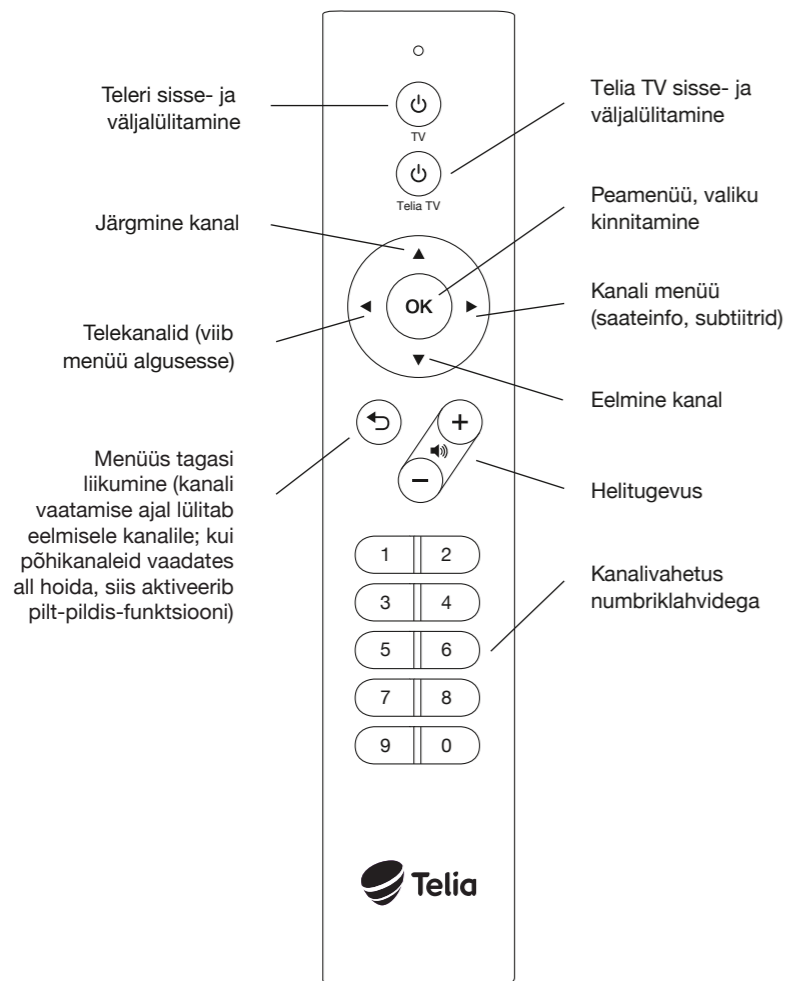 Teleri sisse- ja
väljalülitamine
TV
Telia TV sisse- ja
väljalülitamine
Telia TV
Järgmine kanal
Peamenüü, valiku
kinnitamine
OK
Telekanalid (viib
menüü algusesse)
Kanali menüü
(saateinfo, subtiitrid)
Eelmine kanal
Menüüs tagasi
liikumine (kanali
vaatamise ajal lülitab
eelmisele kanalile; kui
põhikanaleid vaadates
all hoida, siis aktiveerib
pilt-pildis-funktsiooni)
+
−
Helitugevus
1 2
3 4
5 6
7 8
9 0
Kanalivahetus
numbriklahvidega
Telia